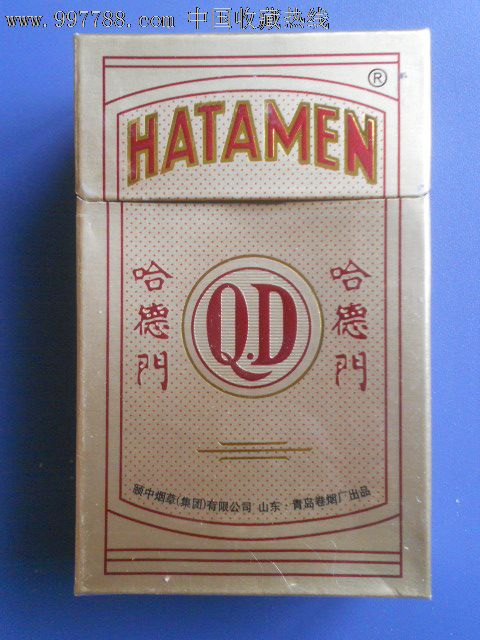 www.997788.com 中国收藏热线
®
HATAMEN
哈德門
Q.D
哈德門
颐中烟草(集团)有限公司 山东·青岛卷烟厂出品